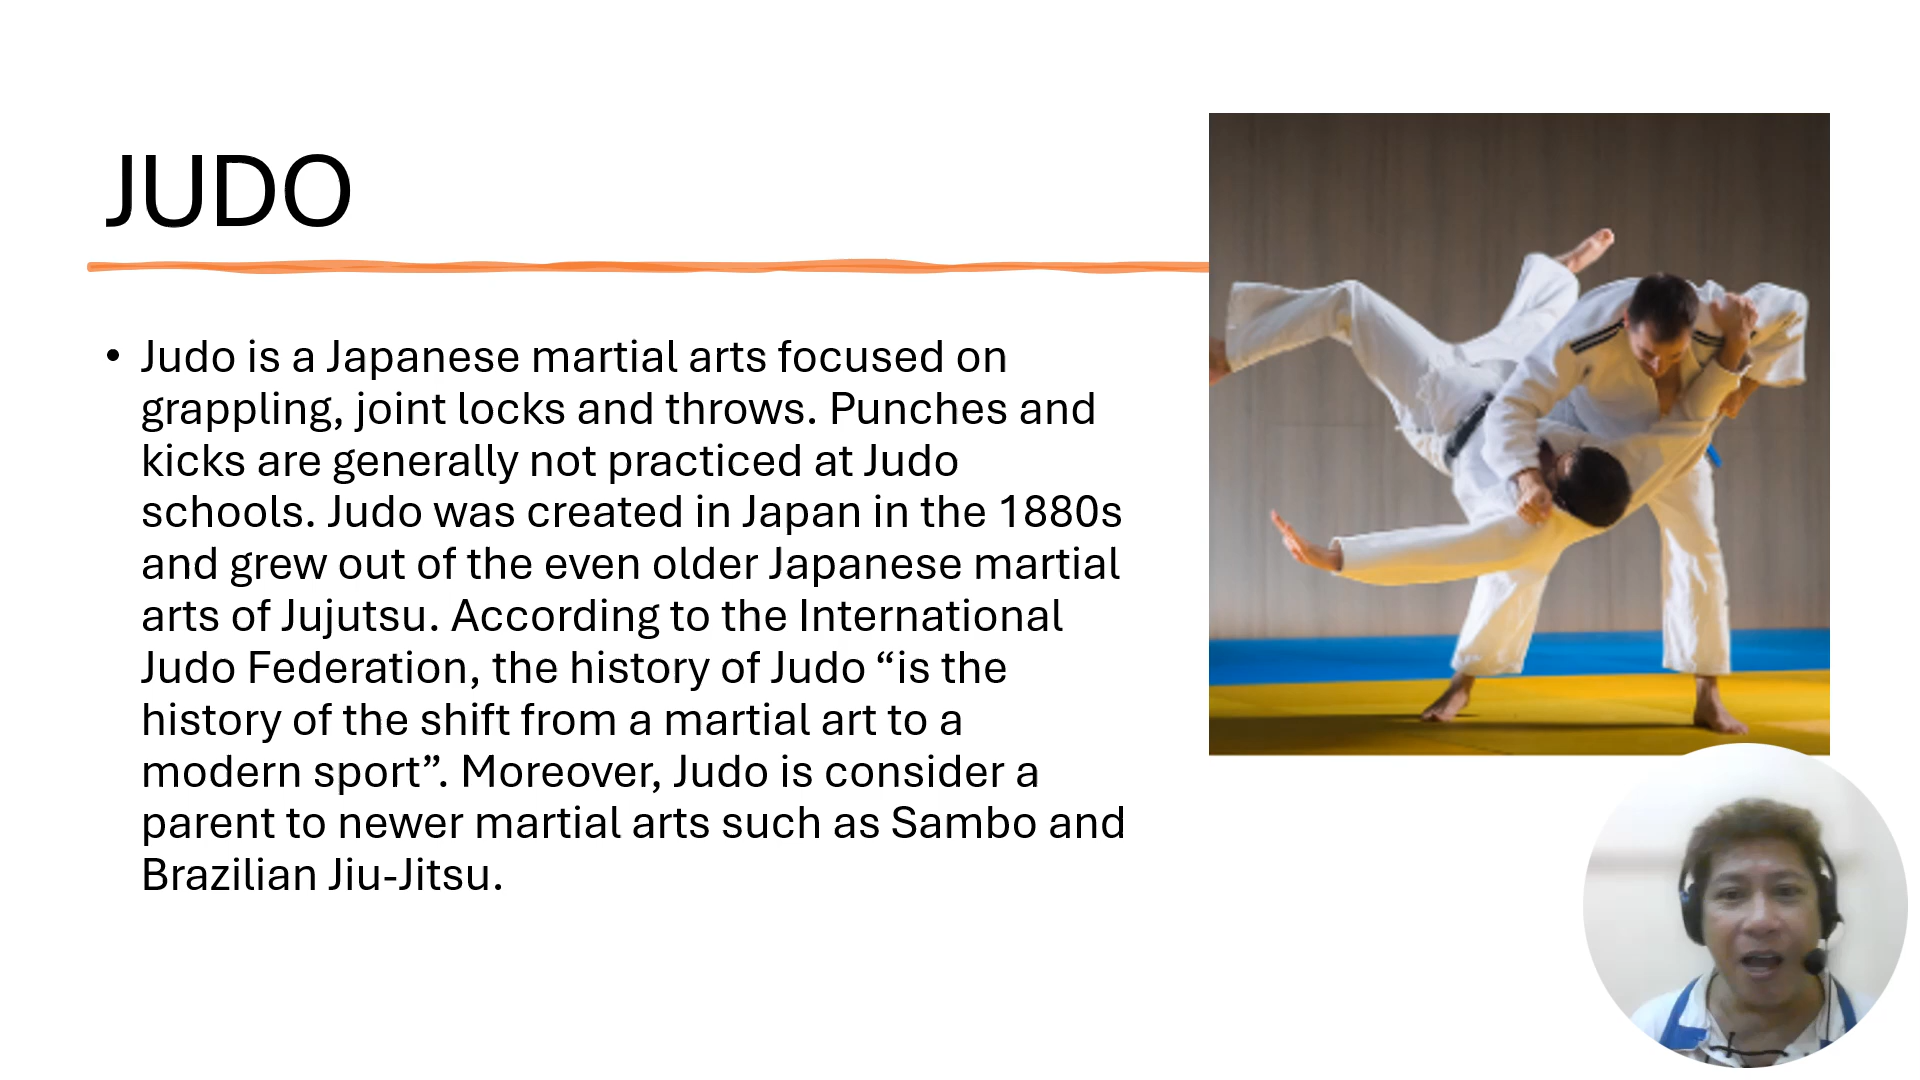 JUDO
• Judo is a Japanese martial arts focused on
grappling, joint locks and throws. Punches and
kicks are generally not practiced at Judo
schools. Judo was created in Japan in the 1880s
and grew out of the even older Japanese martial
arts of Jujutsu. According to the International
Judo Federation, the history of Judo “is the
history of the shift from a martial art to a
modern sport”. Moreover, Judo is consider a
parent to newer martial arts such as Sambo and
Brazilian Jiu-Jitsu.